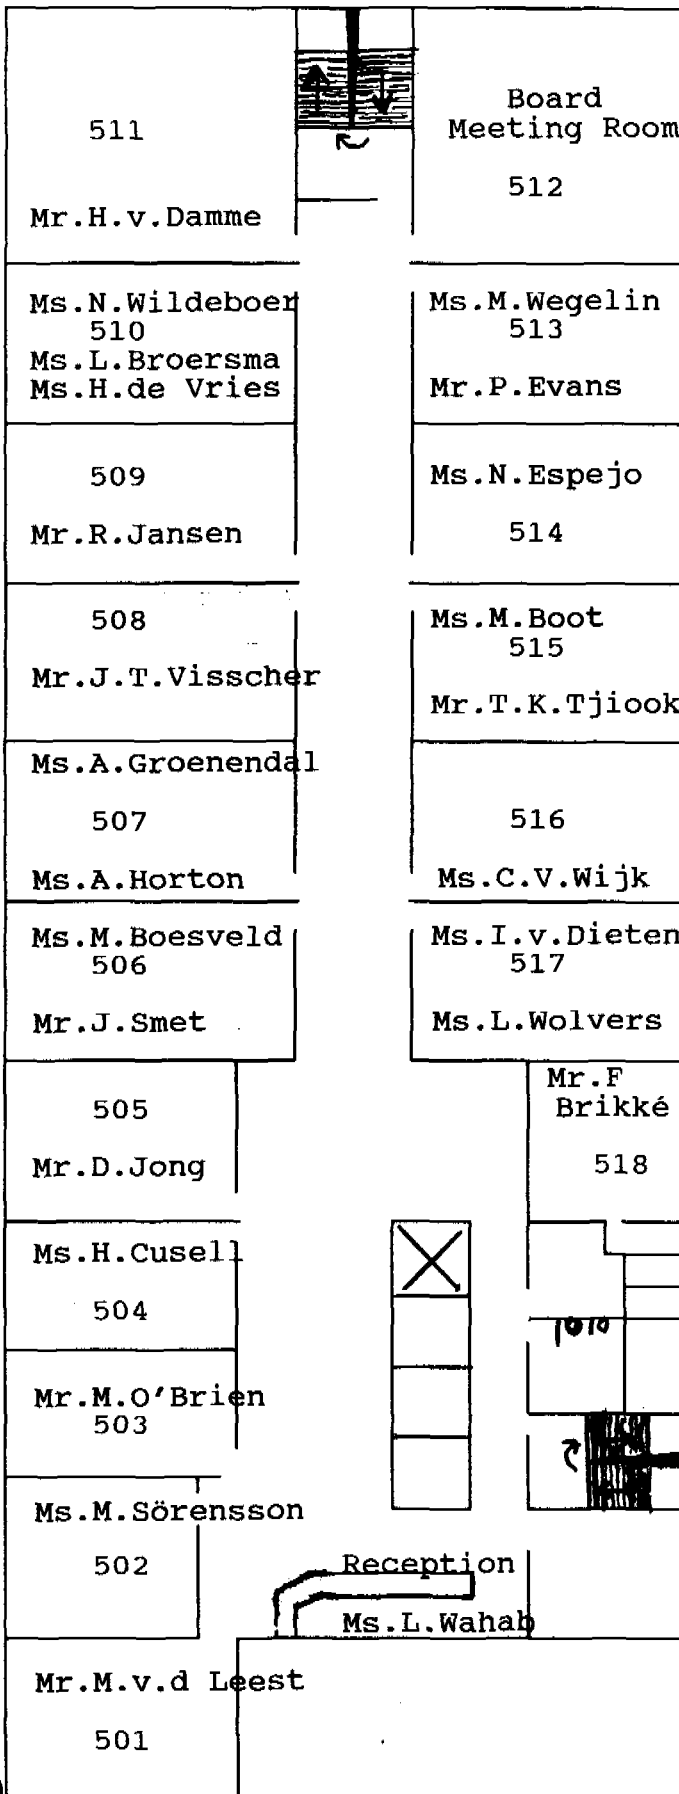 511
Mr.H.v.Damme
Board
Meeting Room
512
Ms.N.Wildeboer
510
Ms.L.Broersma
Ms.H.de Vries
Ms.M.Wegelin
513
Mr.P.Evans
509
Mr.R.Jansen
Ms.N.Espejo
514
508
Mr.J.T.Visscher
Ms.M.Boot
515
Mr.T.K.Tjiook
Ms.A.Groenendal
507
Ms.A.Horton
516
Ms.C.V.Wijk
Ms.M.Boesveld
506
Mr.J.Smet
Ms.I.v.Dieten
517
Ms.L.Wolvers
505
Mr.D.Jong
Mr.F
Brikké
518
Ms.H.Cusell
504
Mr.M.O'Brien
503
Ms.M.Sörensson
502
Reception
Ms.L.Wahab
Mr.M.v.d Leest
501